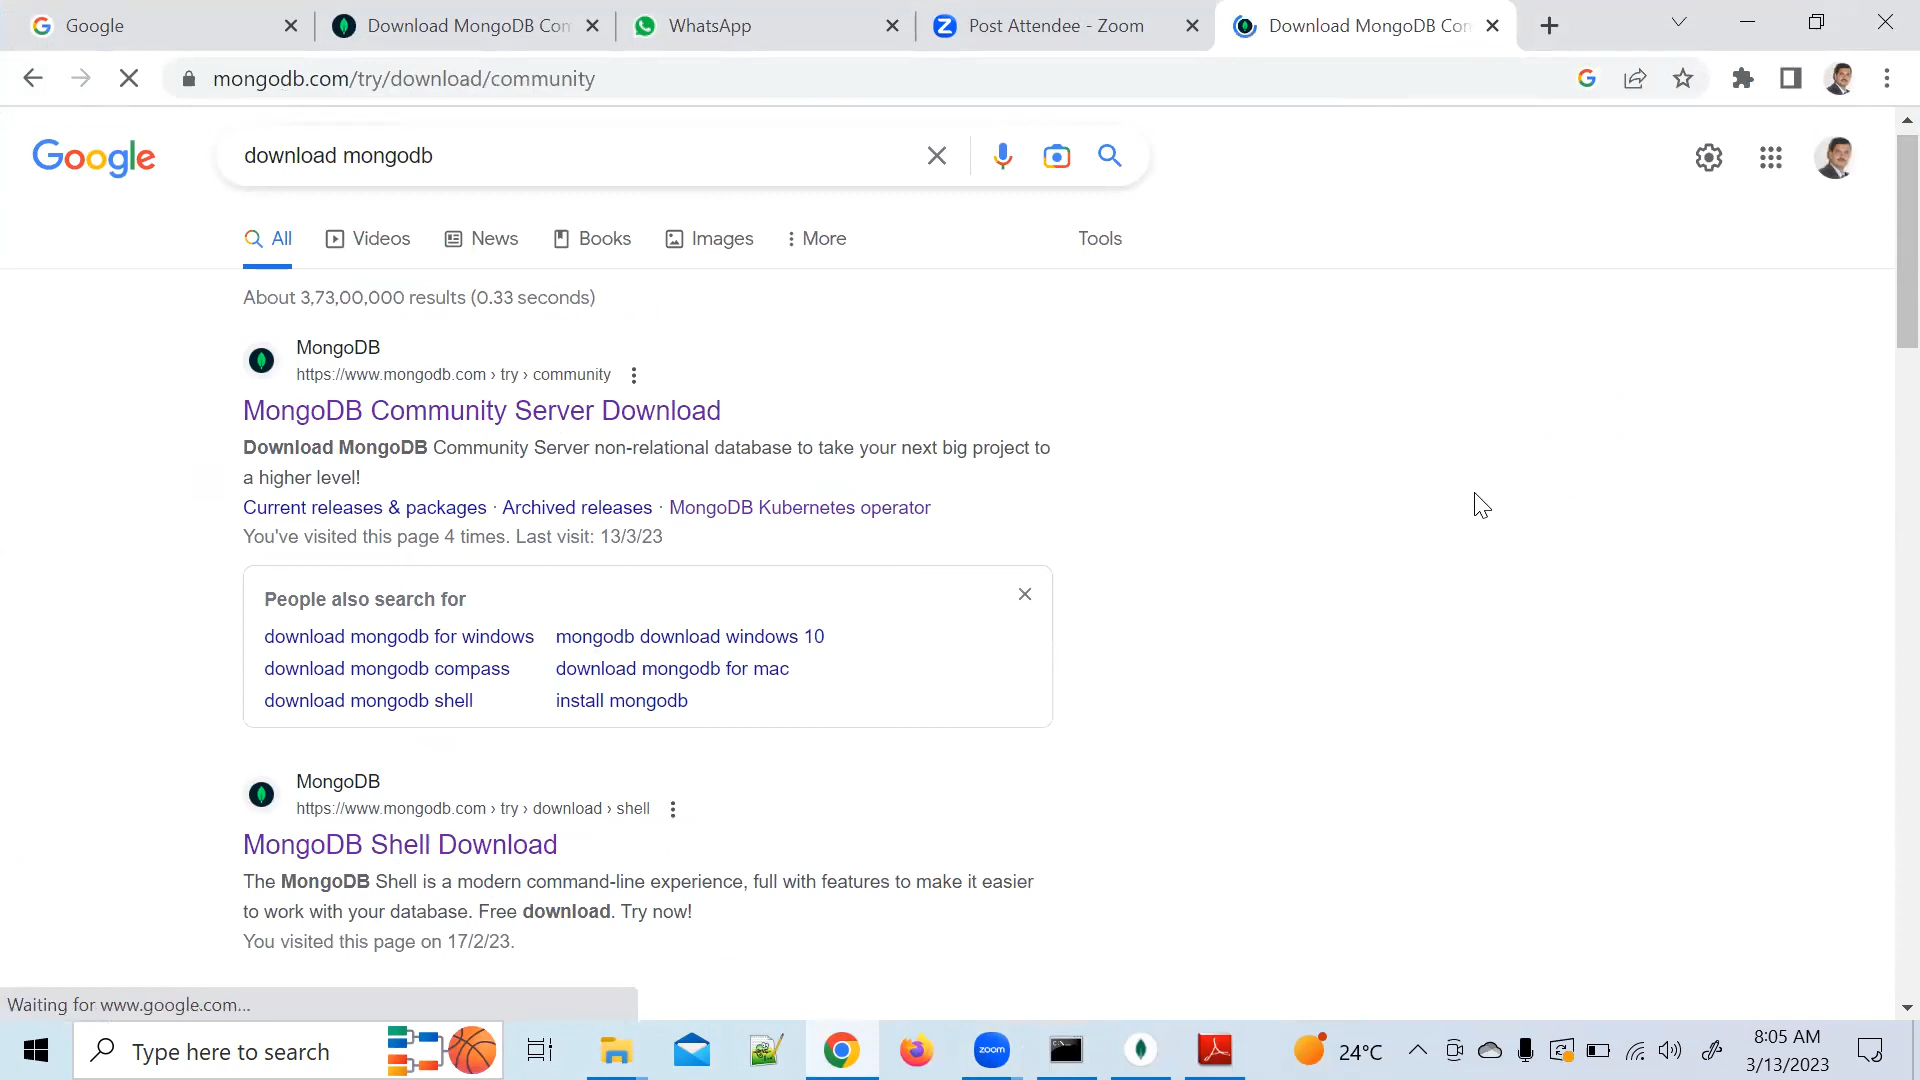 Google
Download MongoDB Con
WhatsApp
Post Attendee - Zoom
Download MongoDB Con
mongodb.com/try/download/community
Google
download mongodb
All
Videos
News
Books
Images
More
Tools
About 3,73,00,000 results (0.33 seconds)
MongoDB
https://www.mongodb.com › try › community
MongoDB Community Server Download
Download MongoDB Community Server non-relational database to take your next big project to
a higher level!
Current releases & packages · Archived releases · MongoDB Kubernetes operator
You've visited this page 4 times. Last visit: 13/3/23
People also search for
download mongodb for windows
mongodb download windows 10
download mongodb compass
download mongodb for mac
download mongodb shell
install mongodb
MongoDB
https://www.mongodb.com › try › download › shell
MongoDB Shell Download
The MongoDB Shell is a modern command-line experience, full with features to make it easier
to work with your database. Free download. Try now!
You visited this page on 17/2/23.
Waiting for www.google.com...
Type here to search
zoom
24°C
8:05 AM
3/13/2023